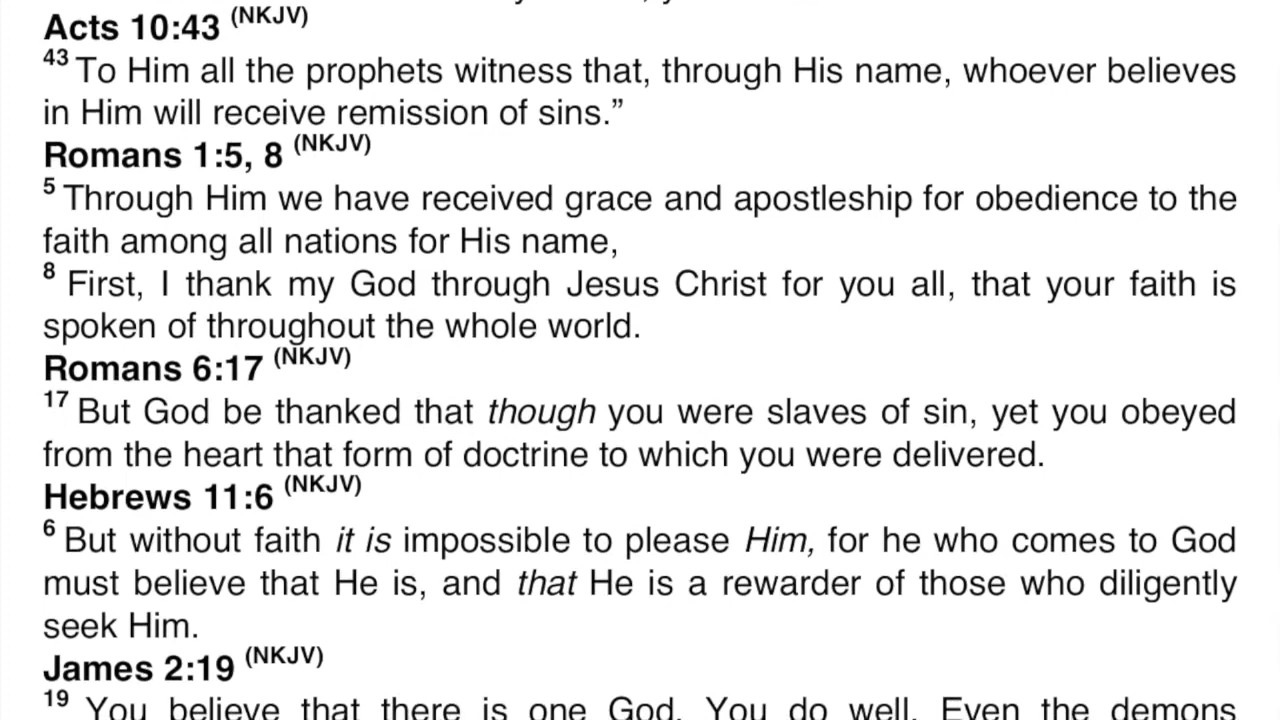 Acts 10:43 (NKJV)
43 To Him all the prophets witness that, through His name, whoever believes
in Him will receive remission of sins.”
Romans 1:5, 8 (NKJV)
5 Through Him we have received grace and apostleship for obedience to the
faith among all nations for His name,
8 First, I thank my God through Jesus Christ for you all, that your faith is
spoken of throughout the whole world.
Romans 6:17 (NKJV)
17 But God be thanked that though you were slaves of sin, yet you obeyed
from the heart that form of doctrine to which you were delivered.
Hebrews 11:6 (NKJV)
6 But without faith it is impossible to please Him, for he who comes to God
must believe that He is, and that He is a rewarder of those who diligently
seek Him.
James 2:19 (NKJV)
19 You believe that there is one God. You do well. Even the demons